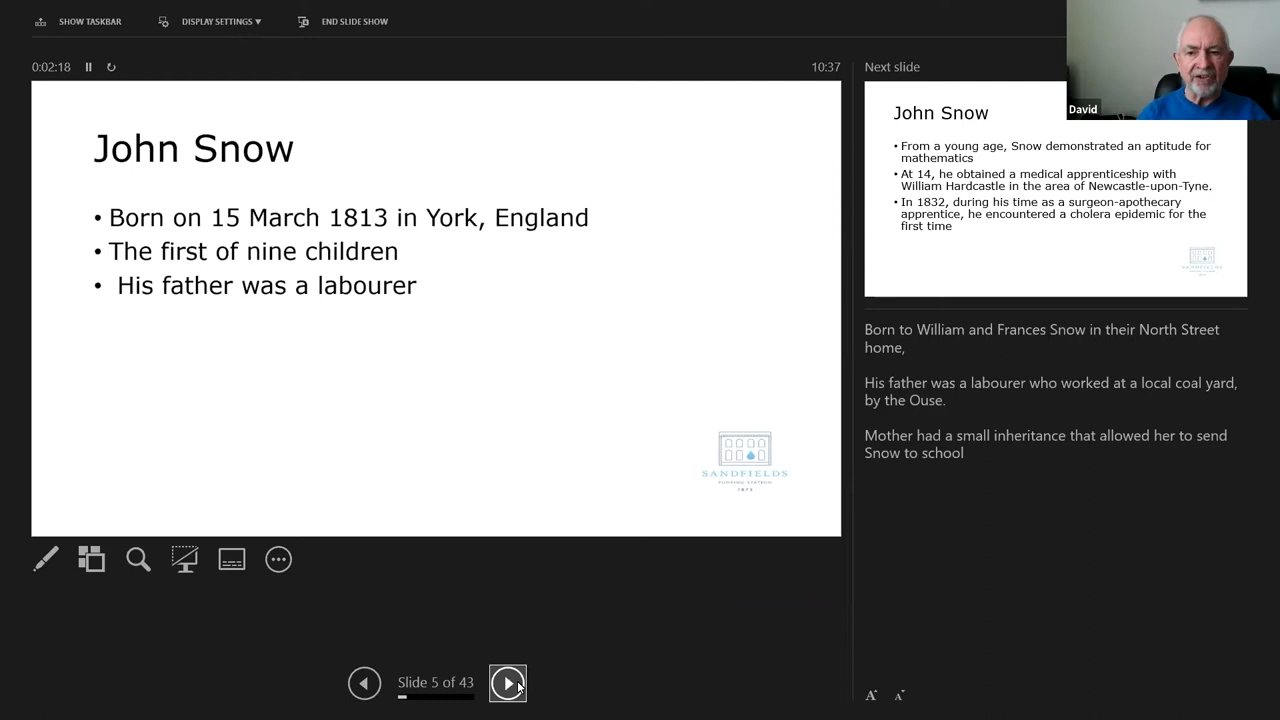 SHOW TASKBAR
DISPLAY SETTINGS ▼
END SLIDE SHOW
0:02:18
10:37
John Snow
• Born on 15 March 1813 in York, England
• The first of nine children
• His father was a labourer
SANDFIELDS
PUMPING STATION
1873
Slide 5 of 43
Next slide
David
John Snow
• From a young age, Snow demonstrated an aptitude for
mathematics
• At 14, he obtained a medical apprenticeship with
William Hardcastle in the area of Newcastle-upon-Tyne.
• In 1832, during his time as a surgeon-apothecary
apprentice, he encountered a cholera epidemic for the
first time
SANDFIELDS
Born to William and Frances Snow in their North Street
home,
His father was a labourer who worked at a local coal yard,
by the Ouse.
Mother had a small inheritance that allowed her to send
Snow to school
A A